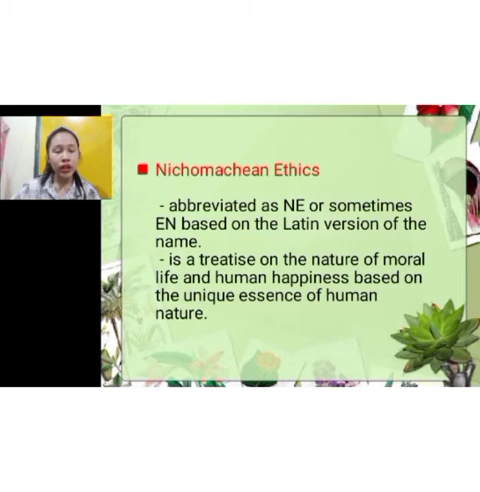 Nichomachean Ethics
- abbreviated as NE or sometimes
EN based on the Latin version of the
name.
- is a treatise on the nature of moral
life and human happiness based on
the unique essence of human
nature.